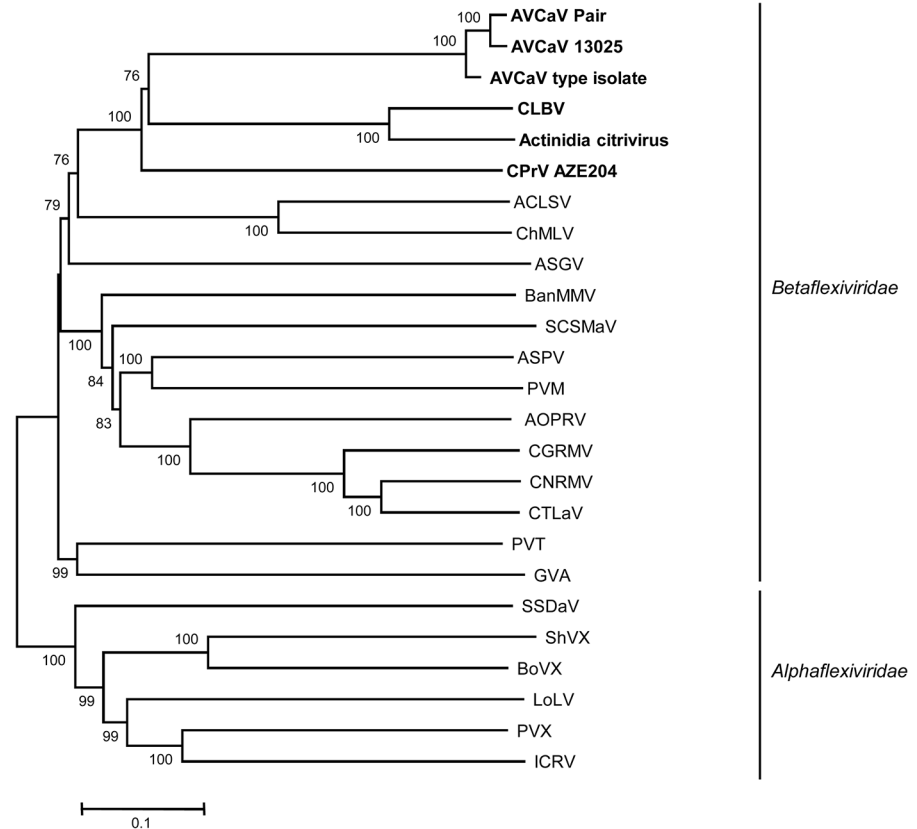 100
AVCaV Pair
100
AVCaV 13025
AVCaV type isolate
76
CLBV
100
100
Actinidia citrivirus
76
CPrV AZE204
79
ACLSV
100
ChMLV
ASGV
Betaflexiviridae
BanMMV
100
SCSMaV
100
ASPV
84
PVM
83
AOPRV
100
CGRMV
100
CNRMV
100
CTLaV
PVT
99
GVA
SSDaV
100
ShVX
100
BoVX
Alphaflexiviridae
99
LoLV
99
PVX
100
ICRV
0.1